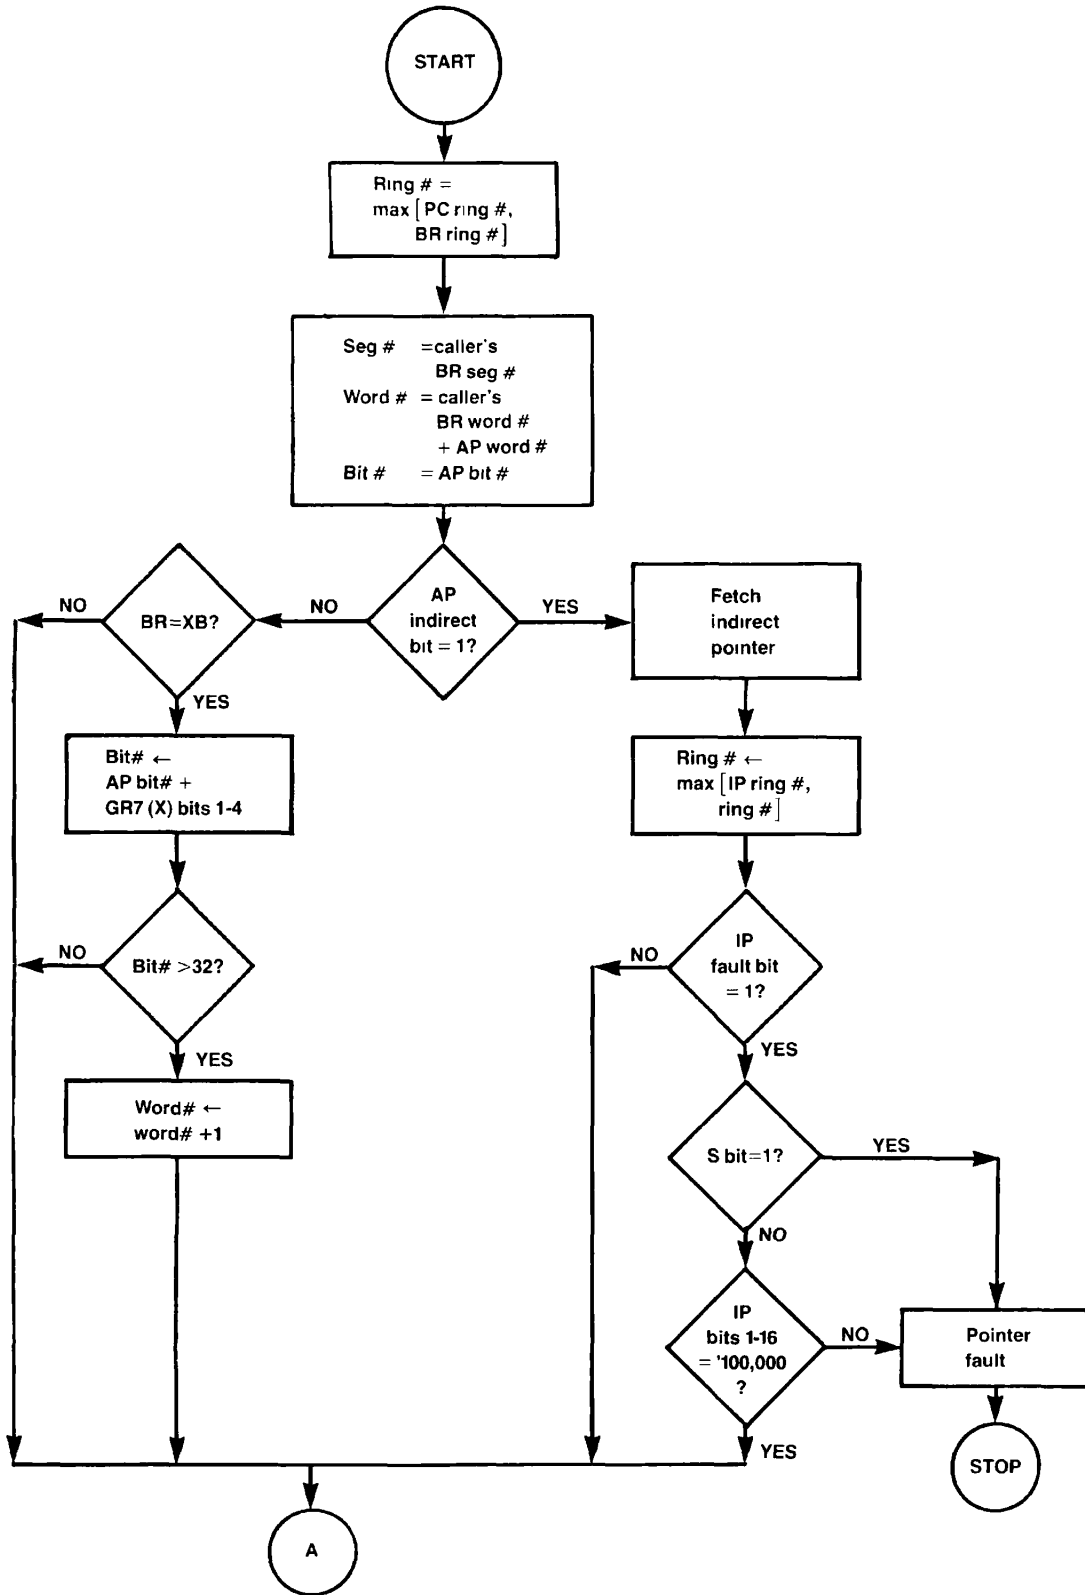 START
Ring # =
max [PC ring #,
BR ring #]
Seg # =caller's
BR seg #
Word # = caller's
BR word #
+ AP word #
Bit # = AP bit #
NO
BR=XB?
NO
AP
indirect
bit = 1?
YES
Fetch
indirect
pointer
YES
Bit# ←
AP bit# +
GR7 (X) bits 1-4
Ring # ←
max [IP ring #,
ring #]
NO
Bit# >32?
NO
IP
fault bit
= 1?
YES
YES
Word# ←
word# +1
S bit=1?
YES
NO
IP
bits 1-16
= '100,000
?
NO
Pointer
fault
YES
STOP
A